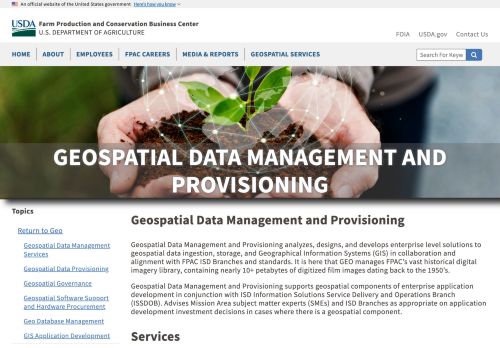 An official website of the United States government Here's how you know
USDA Farm Production and Conservation Business Center
U.S. DEPARTMENT OF AGRICULTURE
FOIA USDA.gov Contact Us
HOME ABOUT EMPLOYEES FPAC CAREERS MEDIA & REPORTS GEOSPATIAL SERVICES
Search For Keyw
GEOSPATIAL DATA MANAGEMENT AND
PROVISIONING
Topics
Return to Geo
Geospatial Data Management
Services
Geospatial Data Provisioning
Geospatial Governance
Geospatial Software Support
and Hardware Procurement
Geo Database Management
GIS Application Development
Geospatial Data Management and Provisioning
Geospatial Data Management and Provisioning analyzes, designs, and develops enterprise level solutions to
geospatial data ingestion, storage, and Geographical Information Systems (GIS) in collaboration and
alignment with FPAC ISD Branches and standards. It is here that GEO manages FPAC's vast historical digital
imagery library, containing nearly 10+ petabytes of digitized film images dating back to the 1950's.
Geospatial Data Management and Provisioning supports geospatial components of enterprise application
development in conjunction with ISD Information Solutions Service Delivery and Operations Branch
(ISSDOB). Advises Mission Area subject matter experts (SMEs) and ISD Branches as appropriate on application
development investment decisions in cases where there is a geospatial component.
Services